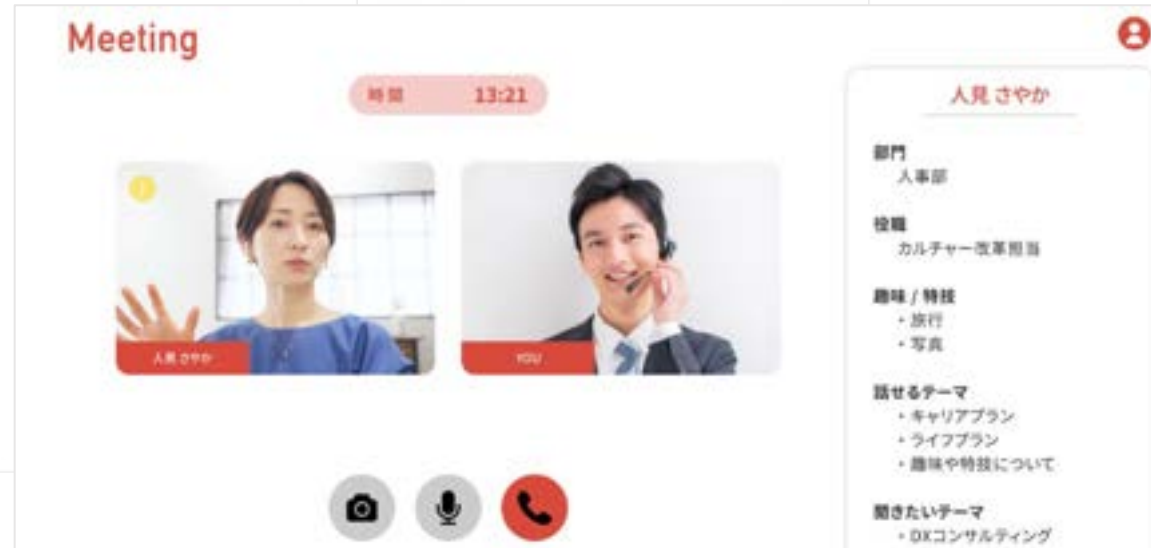 Meeting
時間 13:21
人見 さやか
YOU
人見 さやか
部門
人事部
役職
カルチャー改革担当
趣味 / 特技
・旅行
・写真
話せるテーマ
・キャリアプラン
・ライフプラン
・趣味や特技について
聞きたいテーマ
・DXコンサルティング